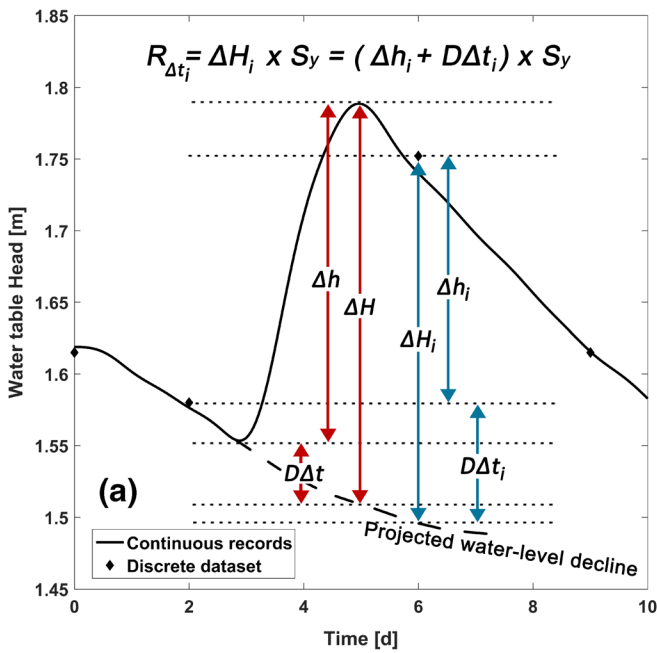 R_Δti = ΔH_i x S_y = ( Δh_i + DΔt_i ) x S_y
1.85
1.8
1.75
1.7
1.65
1.6
1.55
1.5
1.45
Water table Head [m]
Δh
ΔH
Δh_i
ΔH_i
DΔt
DΔt_i
(a)
Projected water-level decline
Continuous records
Discrete dataset
0 2 4 6 8 10
Time [d]